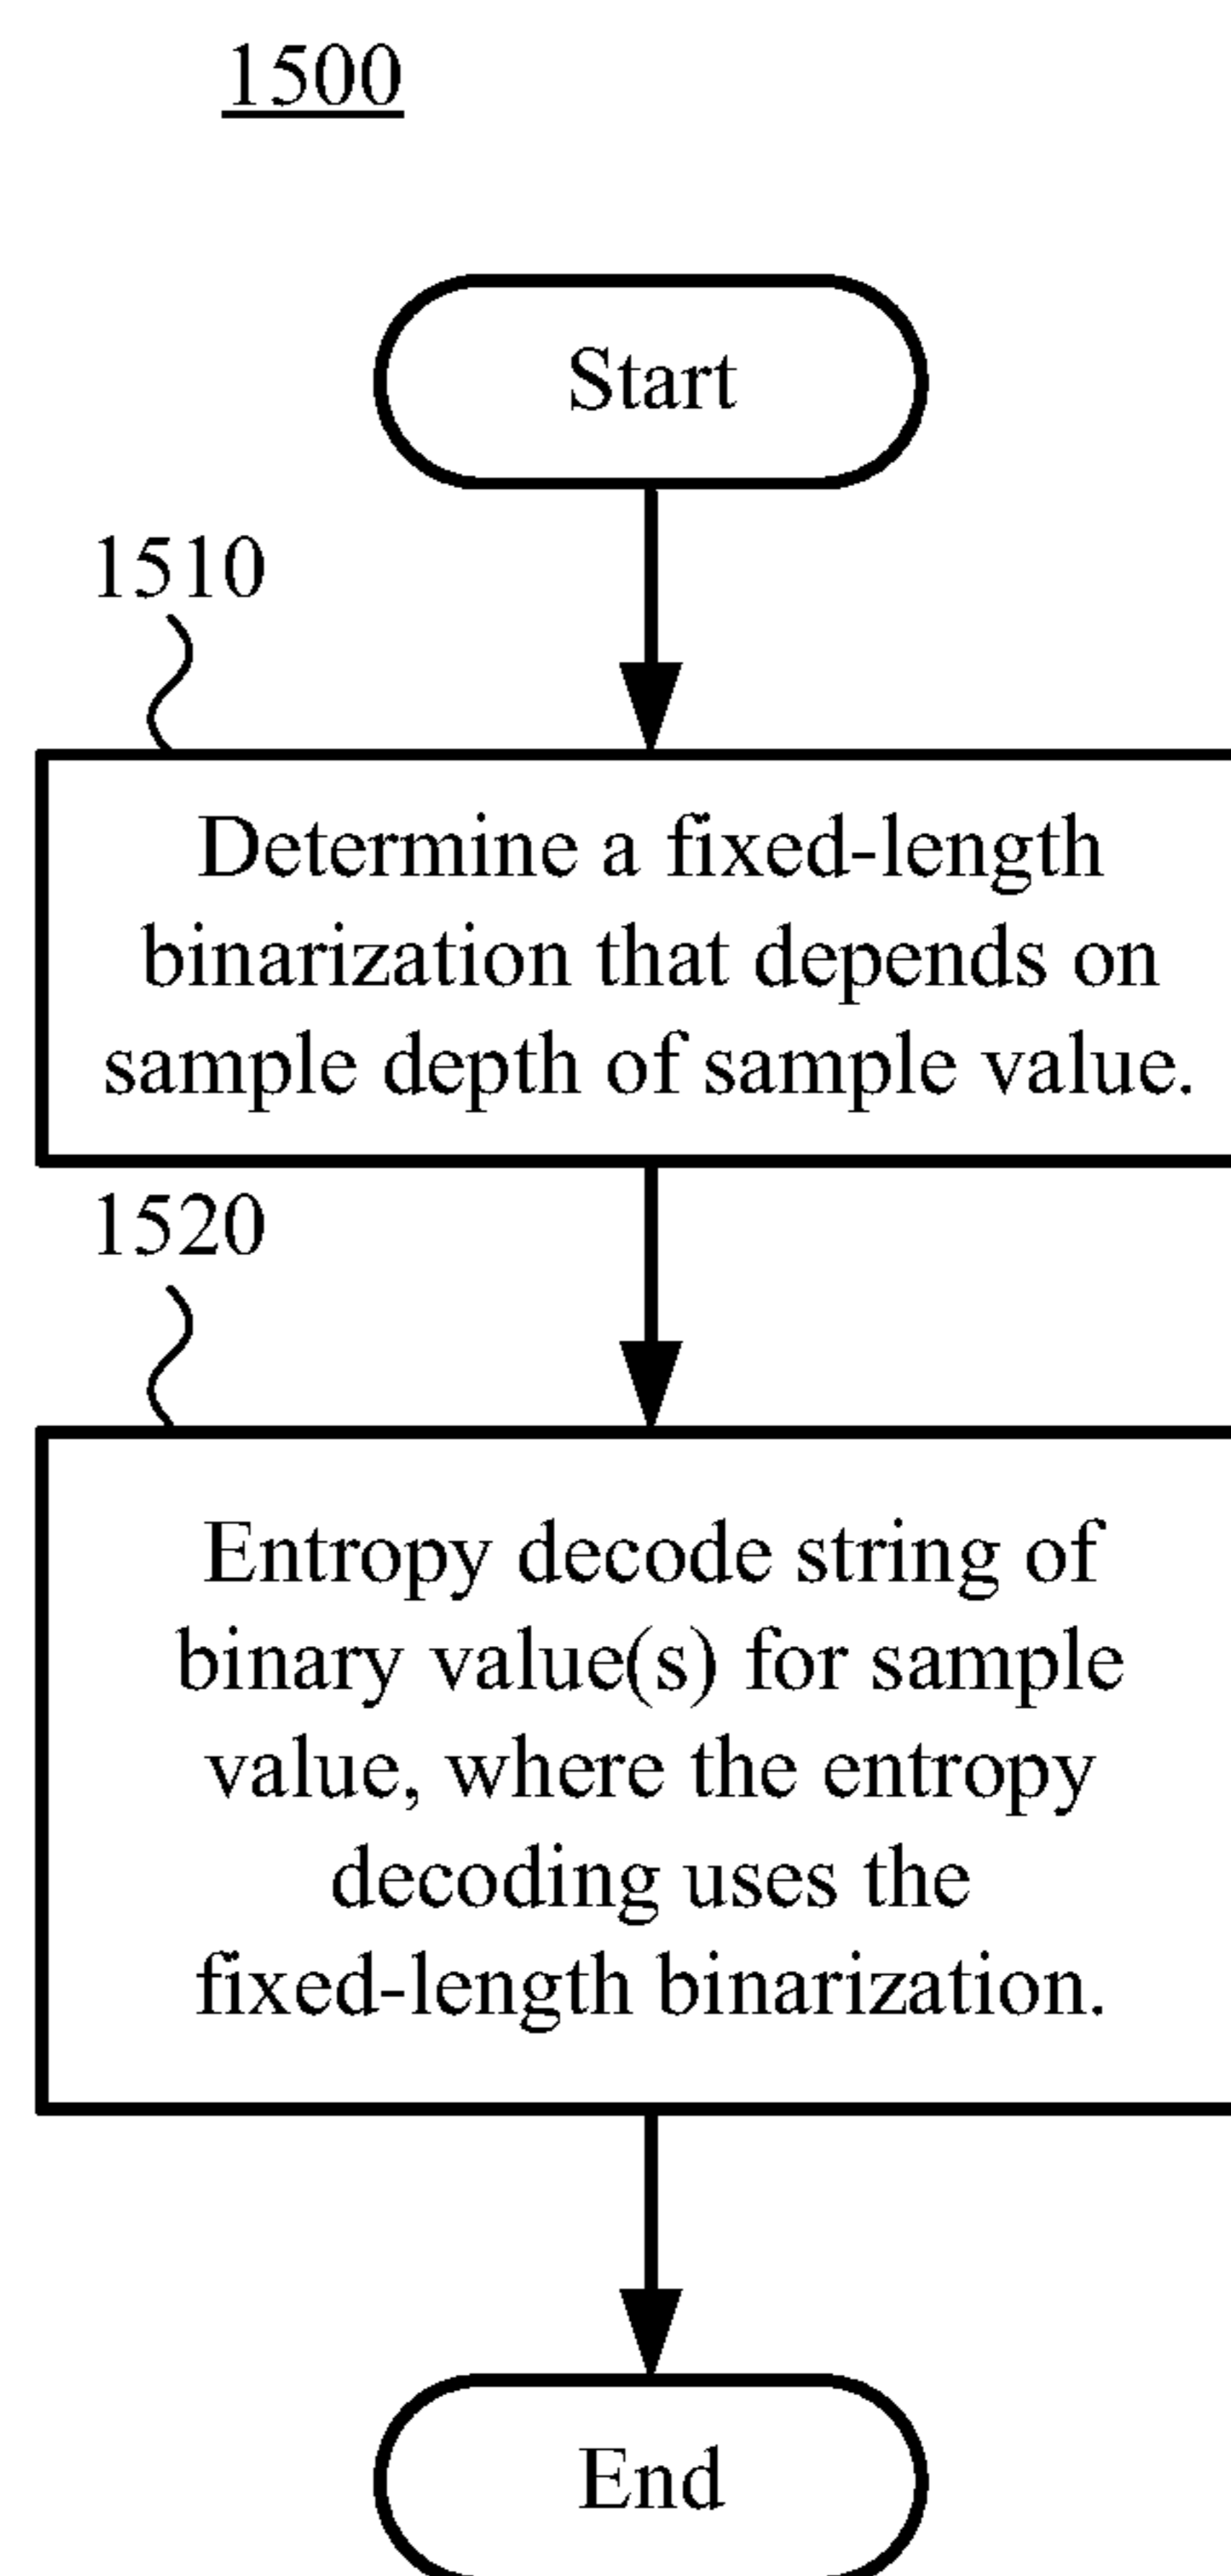 1500
Start
1510
Determine a fixed-length
binarization that depends on
sample depth of sample value.
1520
Entropy decode string of
binary value(s) for sample
value, where the entropy
decoding uses the
fixed-length binarization.
End